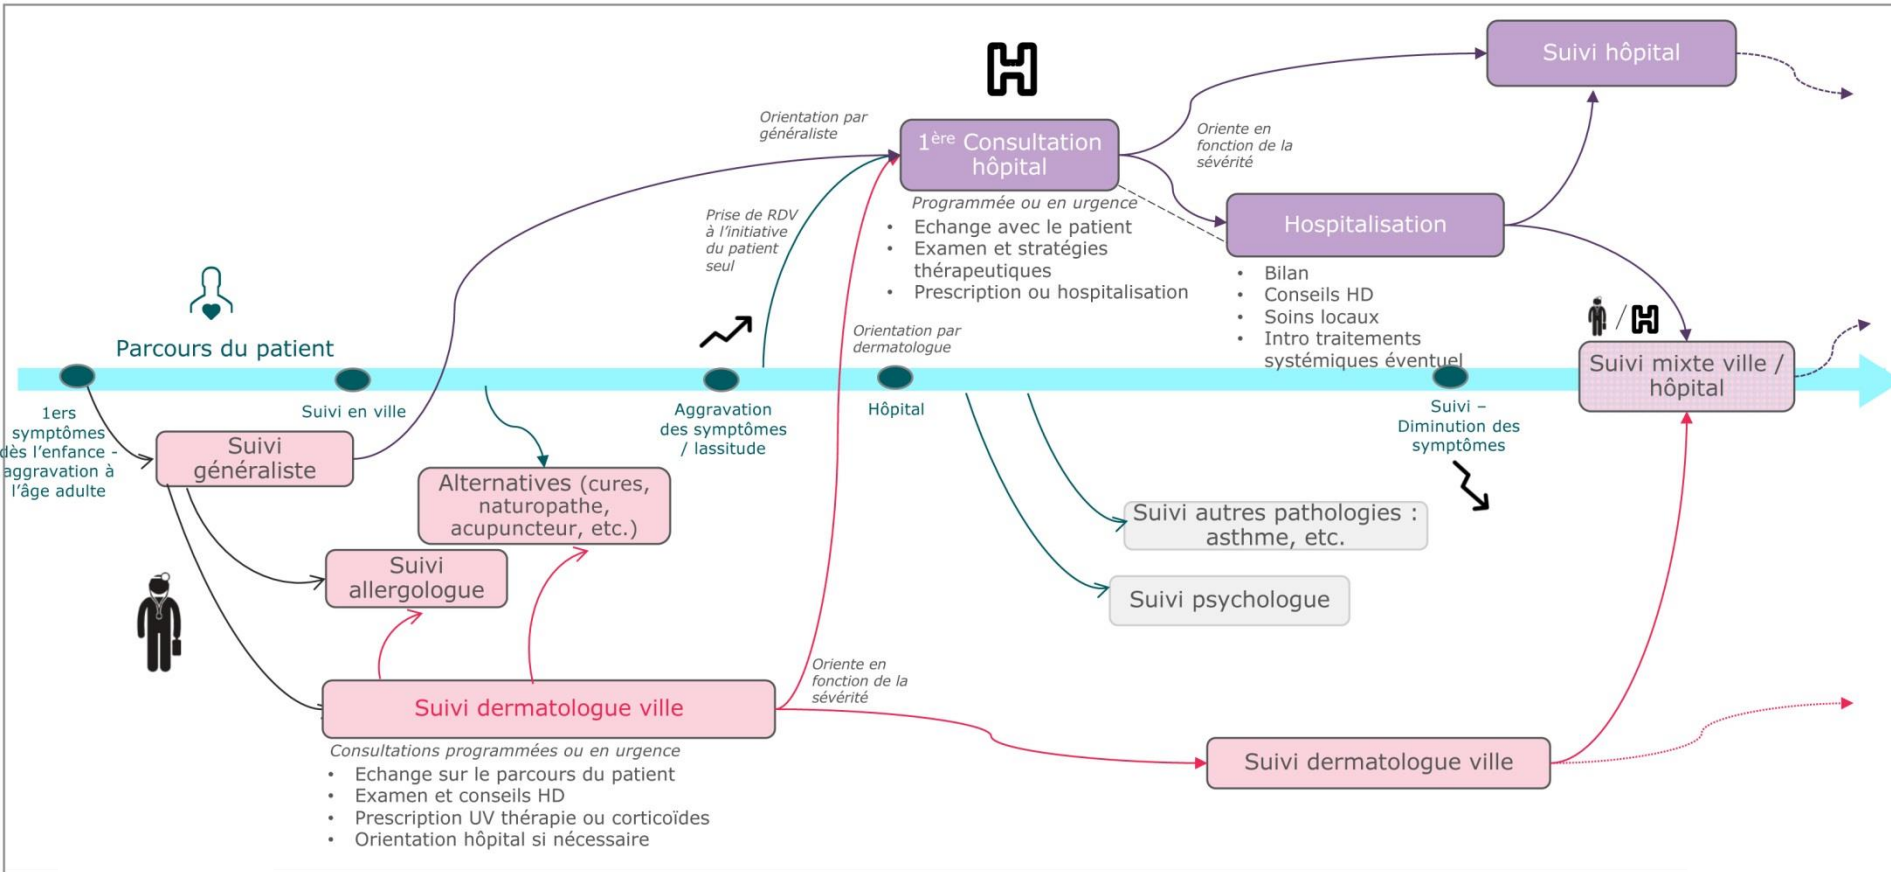 Suivi hôpital
Orientation par
généraliste
1ère Consultation
hôpital
Oriente en
fonction de la
sévérité
Programmée ou en urgence
• Echange avec le patient
• Examen et stratégies
thérapeutiques
• Prescription ou hospitalisation
Prise de RDV
à l'initiative
du patient
seul
Hospitalisation
• Bilan
• Conseils HD
• Soins locaux
• Intro traitements
systémiques éventuel
/
Orientation par
dermatologue
Parcours du patient
Suivi mixte ville /
hôpital
1ers
symptômes
dès l'enfance -
aggravation à
l'âge adulte
Suivi en ville
Aggravation
des symptômes
/ lassitude
Hôpital
Suivi –
Diminution des
symptômes
Suivi
généraliste
Alternatives (cures,
naturopathe,
acupuncteur, etc.)
Suivi autres pathologies :
asthme, etc.
Suivi
allergologue
Suivi psychologue
Oriente en
fonction de la
sévérité
Suivi dermatologue ville
Consultations programmées ou en urgence
• Echange sur le parcours du patient
• Examen et conseils HD
• Prescription UV thérapie ou corticoïdes
• Orientation hôpital si nécessaire
Suivi dermatologue ville